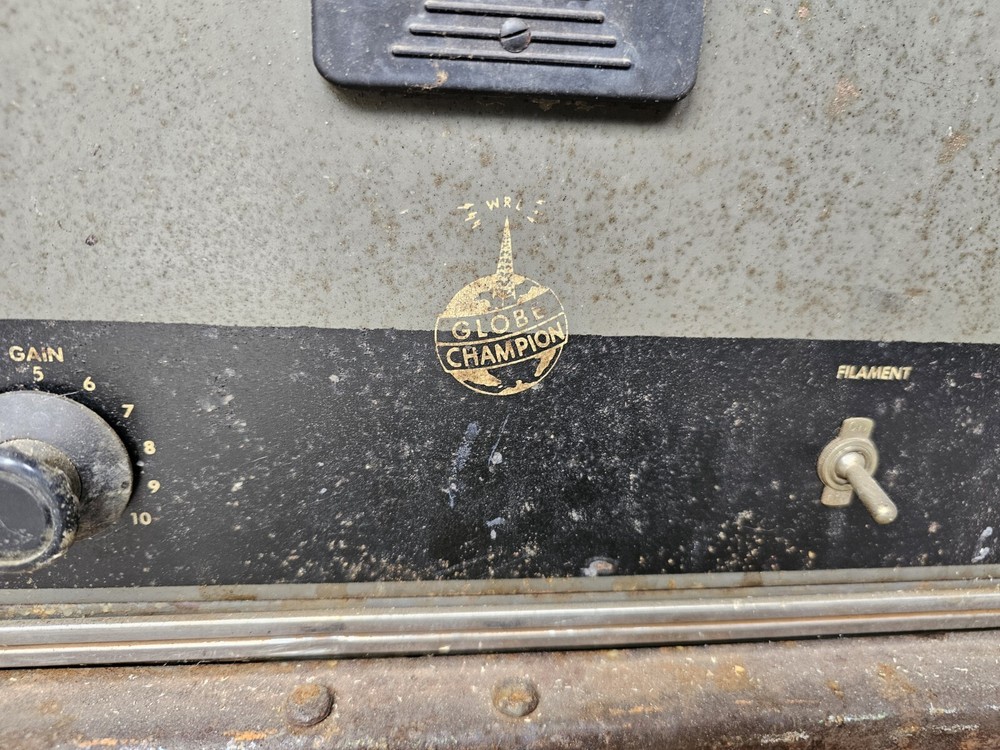 WRL
GLOBE
CHAMPION
GAIN
5
6
7
8
9
10
FILAMENT